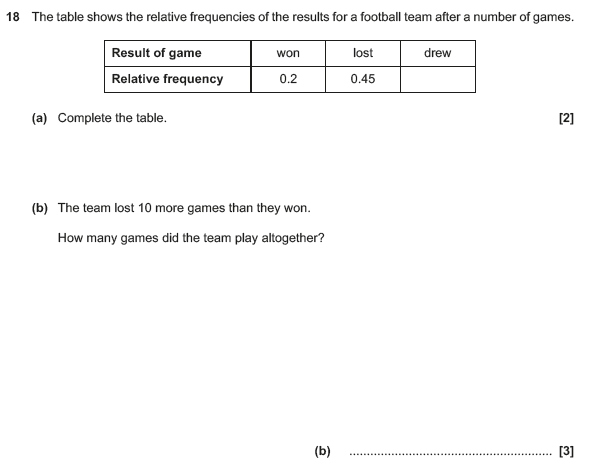 18 The table shows the relative frequencies of the results for a football team after a number of games.
Result of game won lost drew
Relative frequency 0.2 0.45
(a) Complete the table. [2]
(b) The team lost 10 more games than they won.
How many games did the team play altogether?
(b) .......................................................... [3]